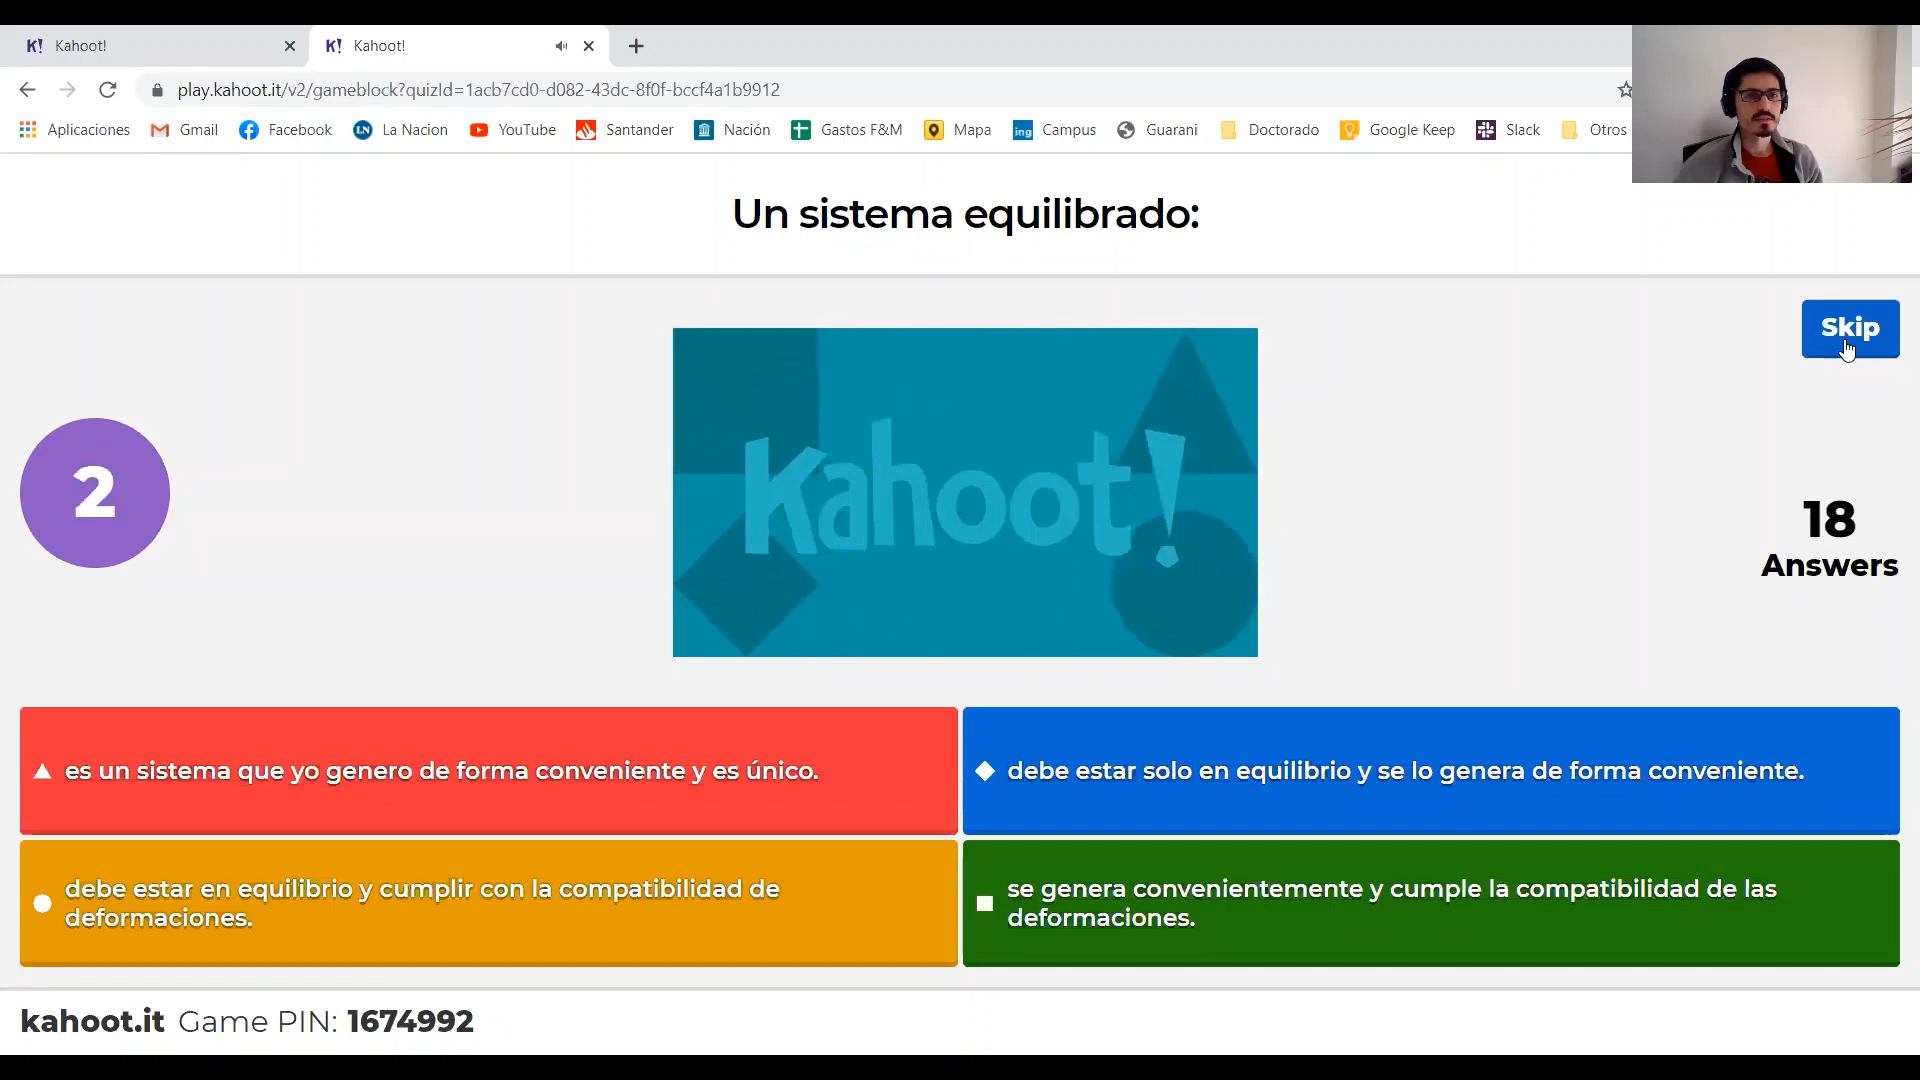 Kahoot!
Kahoot!
play.kahoot.it/v2/gameblock?quizId=1acb7cd0-d082-43dc-8f0f-bccf4a1b9912
Aplicaciones Gmail Facebook La Nacion YouTube Santander Nación Gastos F&M Mapa Campus Guarani Doctorado Google Keep Slack Otros
Un sistema equilibrado:
Skip
Kahoot!
2
18
Answers
es un sistema que yo genero de forma conveniente y es único.
debe estar solo en equilibrio y se lo genera de forma conveniente.
debe estar en equilibrio y cumplir con la compatibilidad de
deformaciones.
se genera convenientemente y cumple la compatibilidad de las
deformaciones.
kahoot.it Game PIN: 1674992